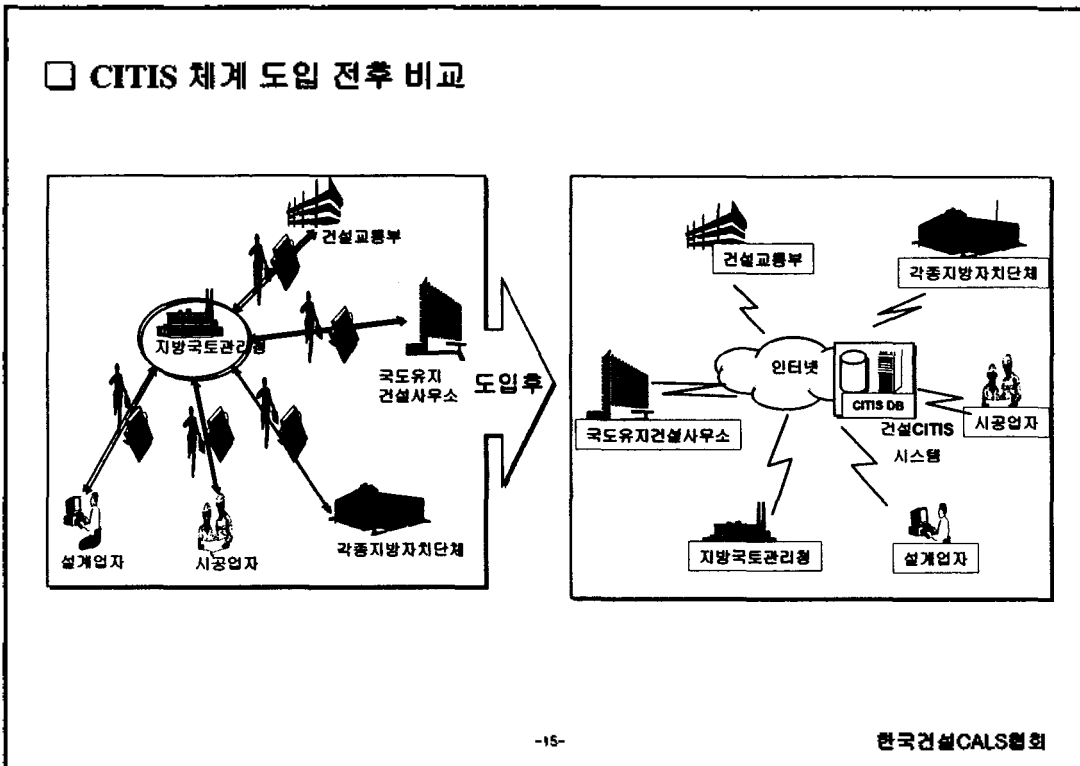 □ CITIS 체계 도입 전후 비교
건설교통부
지방국토관리청
국도유지
건설사무소
설계업자
시공업자
각종지방자치단체
도입후
건설교통부
각종지방자치단체
인터넷
CITIS DB
국도유지건설사무소
건설CITIS
시스템
시공업자
지방국토관리청
설계업자
-15-
한국건설CALS협회